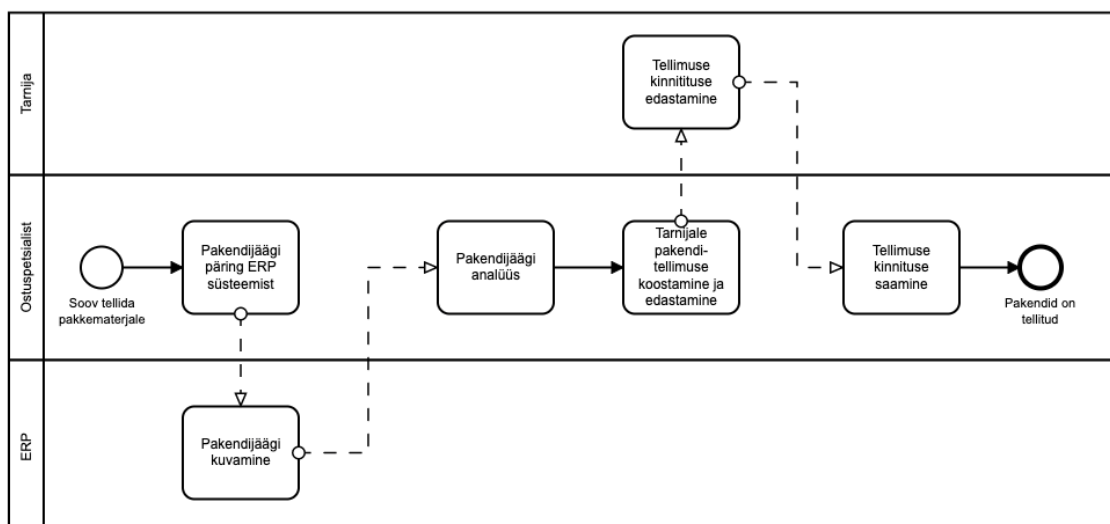 Tarnija
Tellimuse
kinnitituse
edastamine
Ostuspetsialist
Soov tellida
pakkematerjale
Pakendijäägi
päring ERP
süsteemist
Pakendijäägi
analüüs
Tarnijale
pakendi-
tellimuse
koostamine ja
edastamine
Tellimuse
kinnituse
saamine
Pakendid on
tellitud
ERP
Pakendijäägi
kuvamine